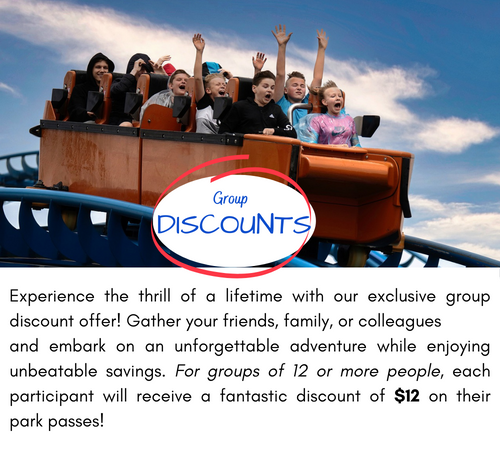 Group
DISCOUNTS
Experience the thrill of a lifetime with our exclusive group
discount offer! Gather your friends, family, or colleagues
and embark on an unforgettable adventure while enjoying
unbeatable savings. For groups of 12 or more people, each
participant will receive a fantastic discount of $12 on their
park passes!